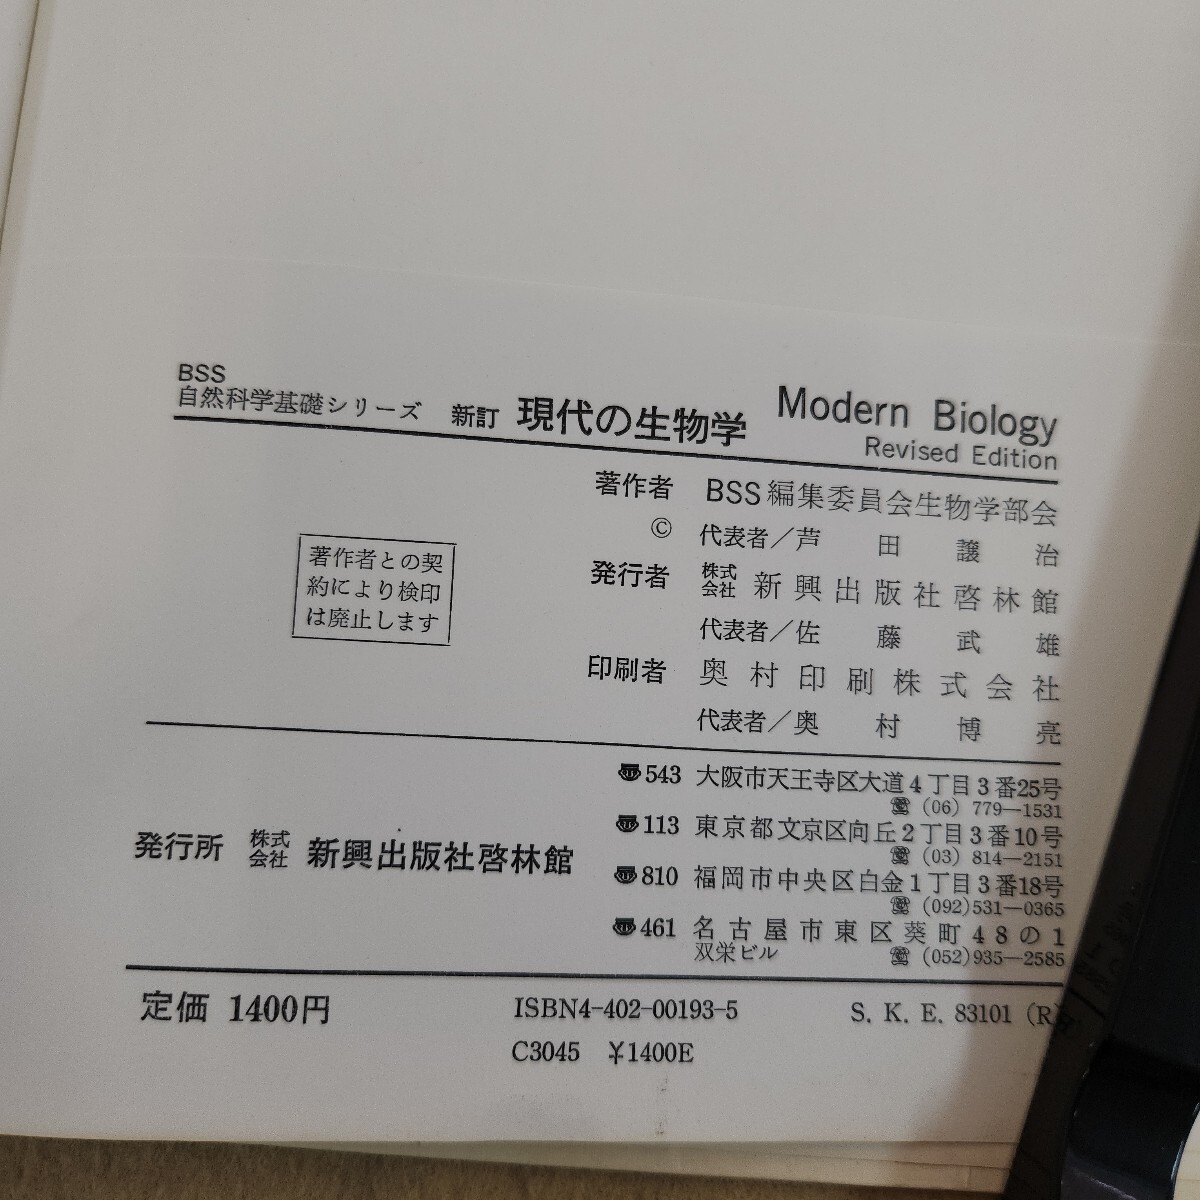 BSS
自然科学基礎シリーズ 新訂 現代の生物学 Modern Biology
Revised Edition
著作者 BSS編集委員会生物学部会
© 代表者／芦田譲治
発行者 株式会社 新興出版社啓林館
代表者／佐藤武雄
印刷者 奥村印刷株式会社
代表者／奥村博亮
著作者との契
約により検印
は廃止します
発行所 株式会社 新興出版社啓林館
543 大阪市天王寺区大道4丁目3番25号
☎ (06) 779—1531
113 東京都文京区向丘2丁目3番10号
☎ (03) 814—2151
810 福岡市中央区白金1丁目3番18号
☎ (092)531—0365
461 名古屋市東区葵町48の1
双栄ビル ☎ (052)935—2585
定価 1400円 ISBN4-402-00193-5 S. K. E. 83101 (R)
C3045 ¥1400E